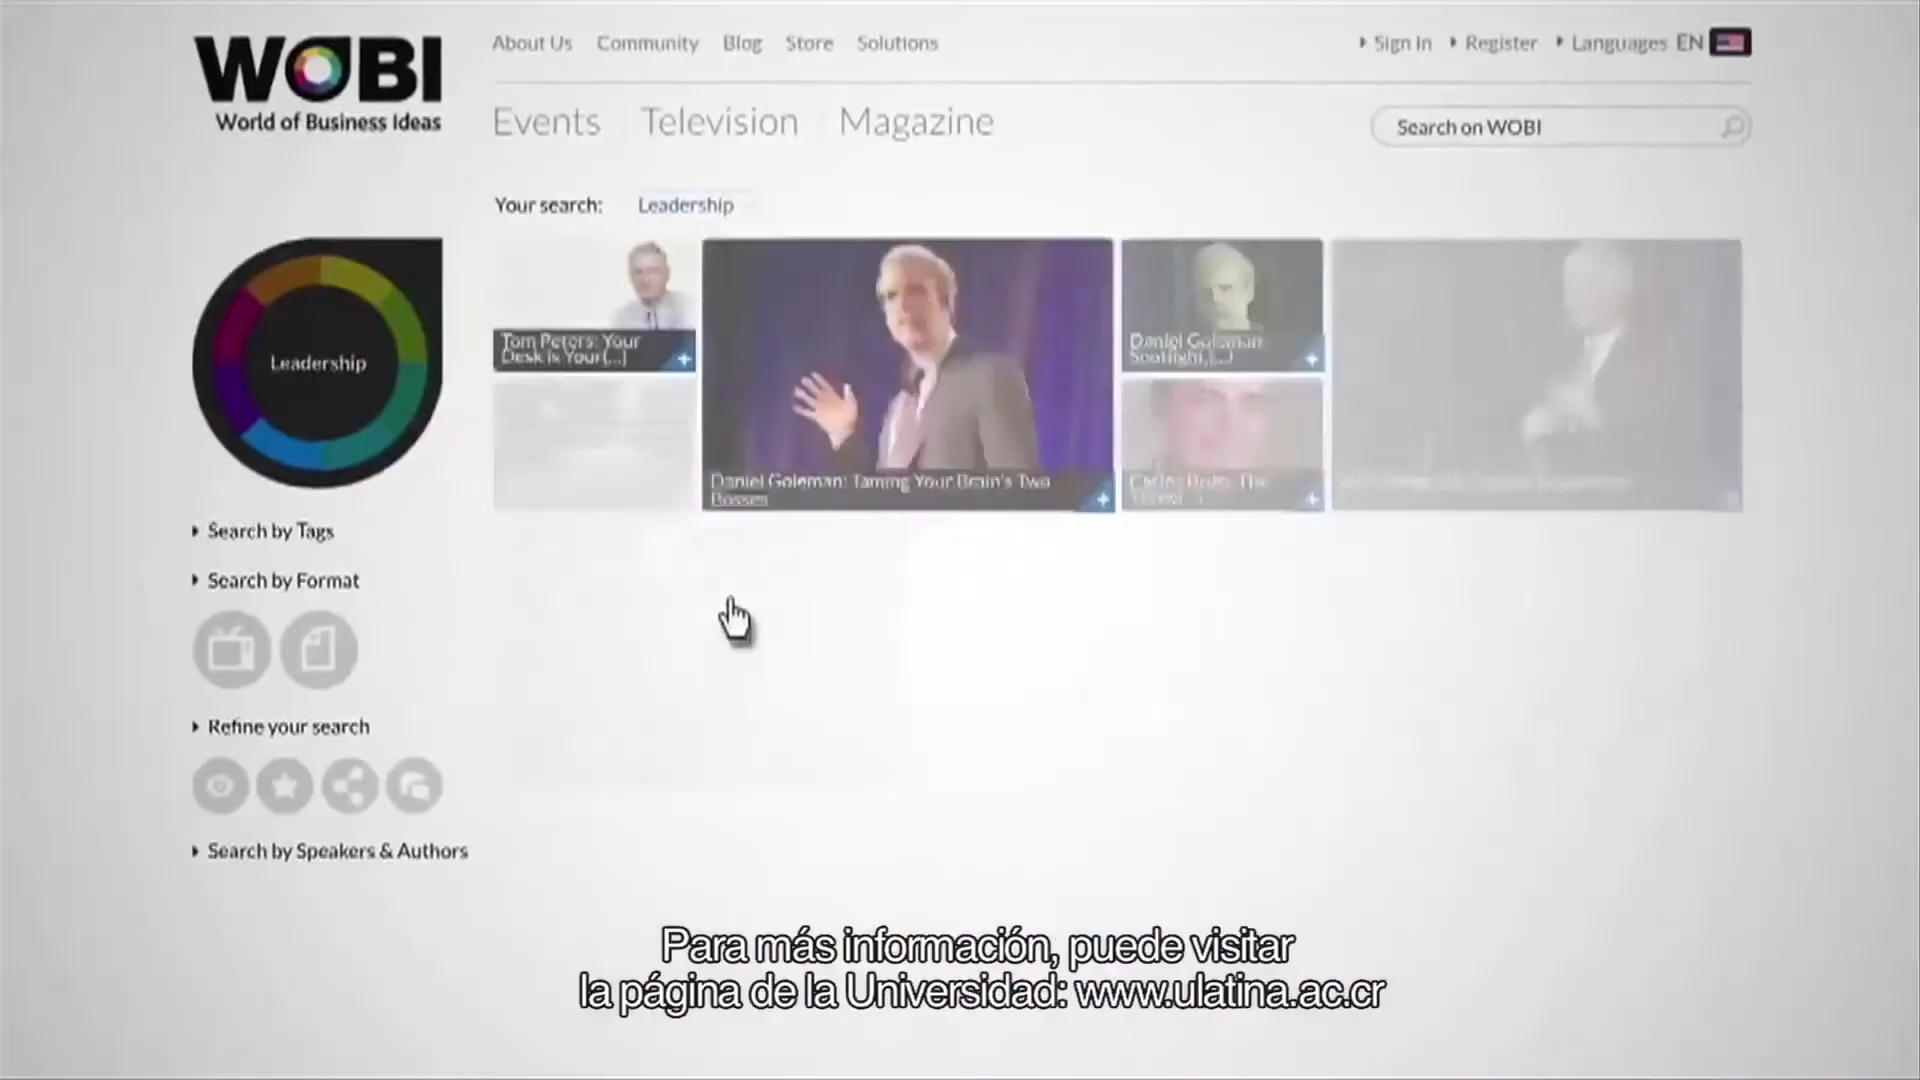 WOBI
World of Business Ideas
About Us Community Blog Store Solutions
Sign In Register Languages EN
Events Television Magazine
Search on WOBI
Your search: Leadership
Leadership
Tom Peters: Your
Desk is Your[...]
Daniel Goleman: Taming Your Brain's Two
Bosses
Daniel Goleman
Spotlight, [...]
Search by Tags
Search by Format
Refine your search
Search by Speakers & Authors
Para más información, puede visitar
la página de la Universidad: www.ulatina.ac.cr